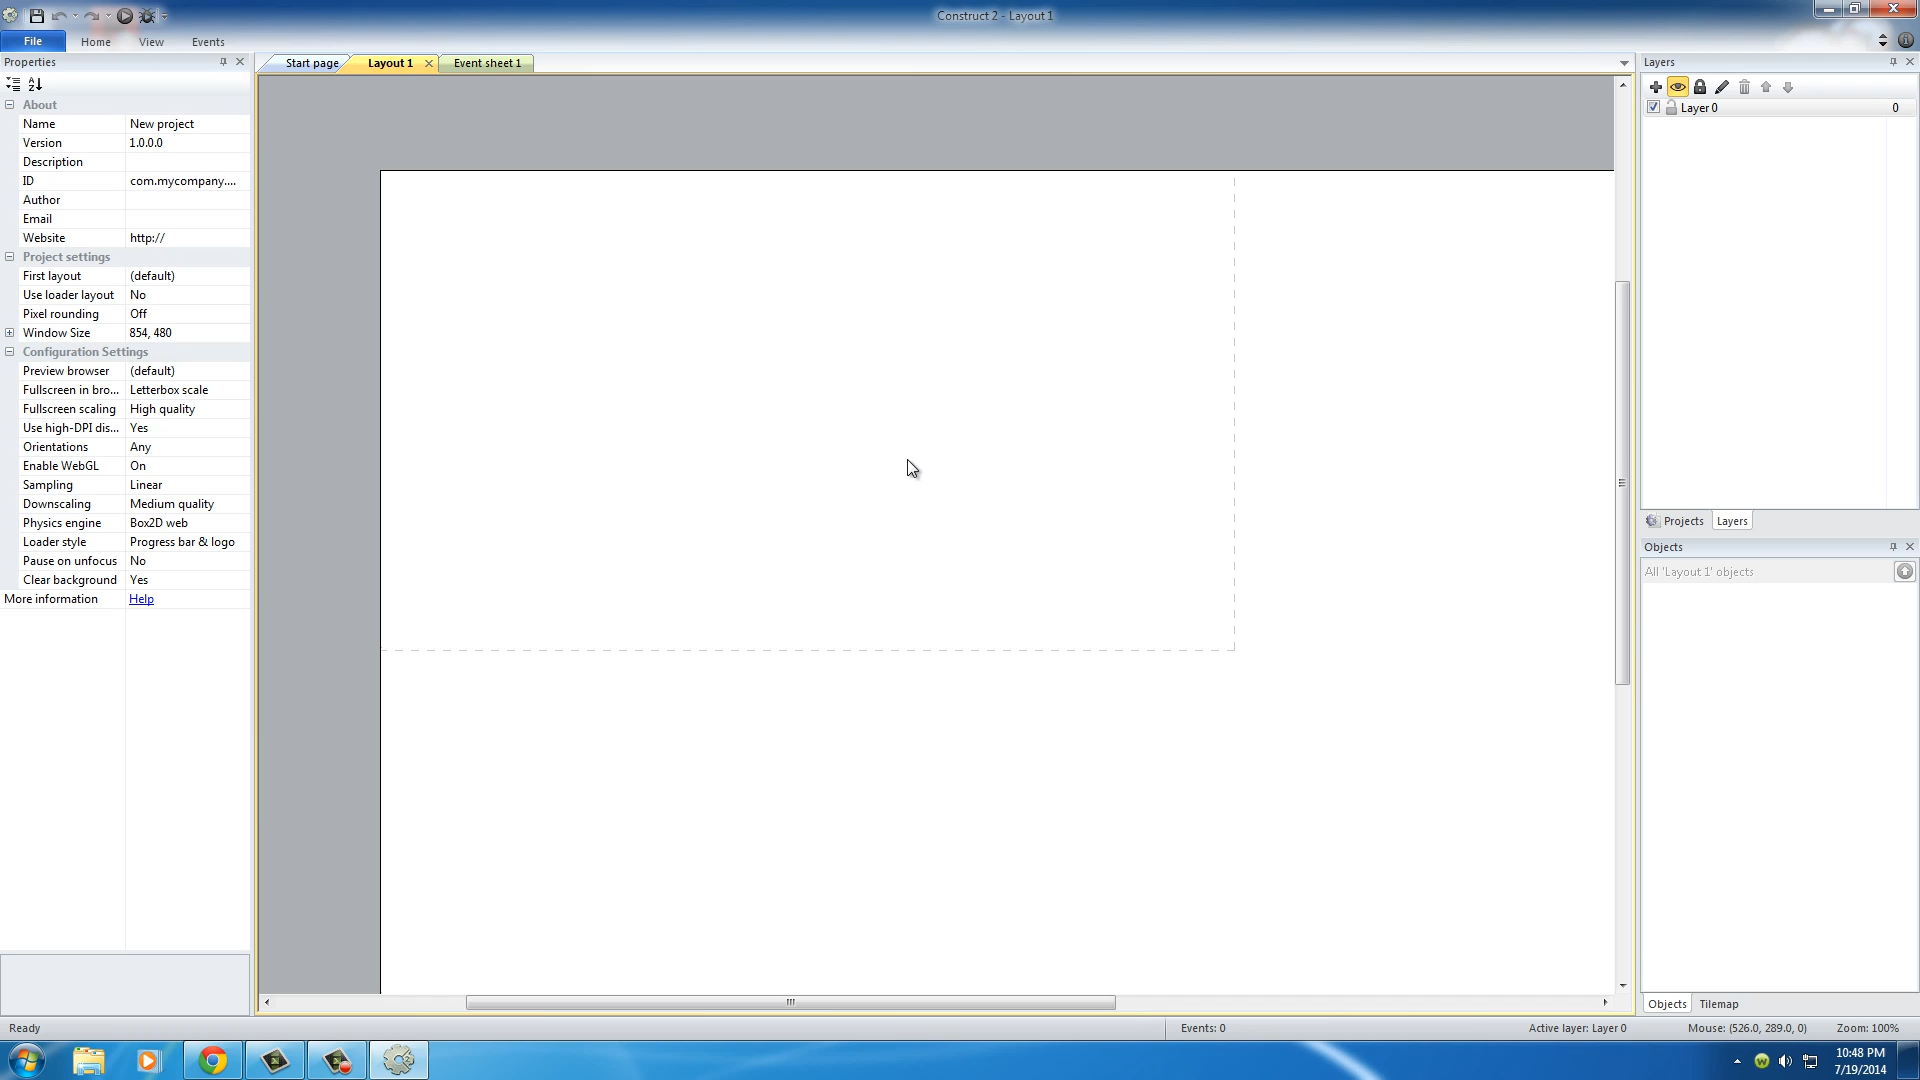 Construct 2 - Layout 1
File Home View Events
Properties
Start page Layout 1 Event sheet 1
About
Name New project
Version 1.0.0.0
Description
ID com.mycompany....
Author
Email
Website http://
Project settings
First layout (default)
Use loader layout No
Pixel rounding Off
Window Size 854, 480
Configuration Settings
Preview browser (default)
Fullscreen in bro... Letterbox scale
Fullscreen scaling High quality
Use high-DPI dis... Yes
Orientations Any
Enable WebGL On
Sampling Linear
Downscaling Medium quality
Physics engine Box2D web
Loader style Progress bar & logo
Pause on unfocus No
Clear background Yes
More information Help
Layers
Layer 0 0
Projects Layers
Objects
All 'Layout 1' objects
Objects Tilemap
Ready Events: 0 Active layer: Layer 0 Mouse: (526.0, 289.0, 0) Zoom: 100%
10:48 PM
7/19/2014